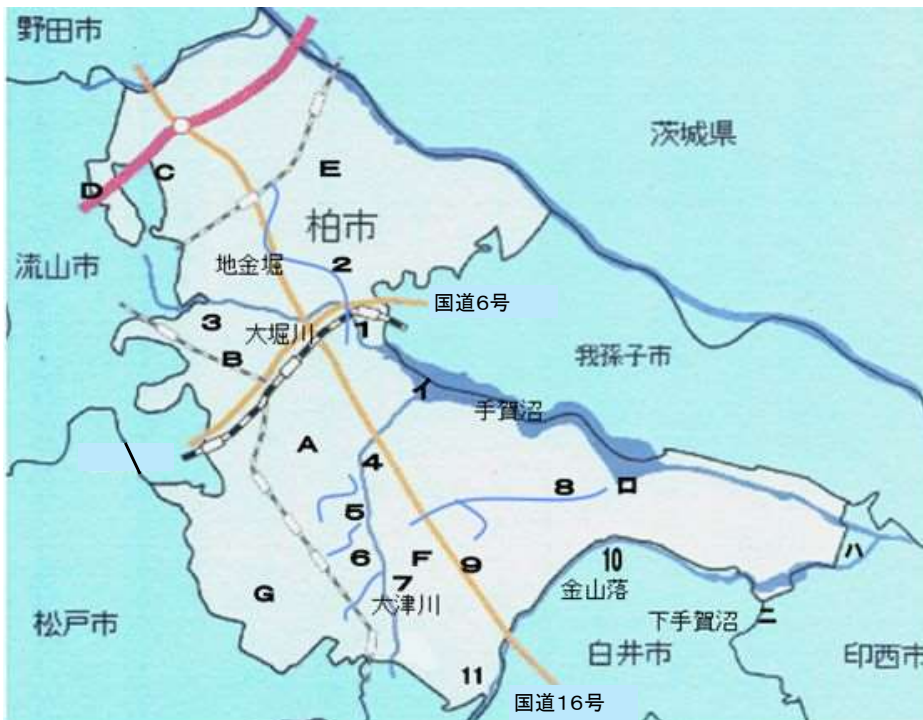 野田市
茨城県
D
C
E
柏市
流山市
地金堀
2
国道6号
3
大堀川
1
B
我孫子市
イ
手賀沼
A
4
8
ロ
5
ハ
6
F
9
10
G
7
大津川
金山落
松戸市
下手賀沼
ニ
白井市
印西市
11
国道16号